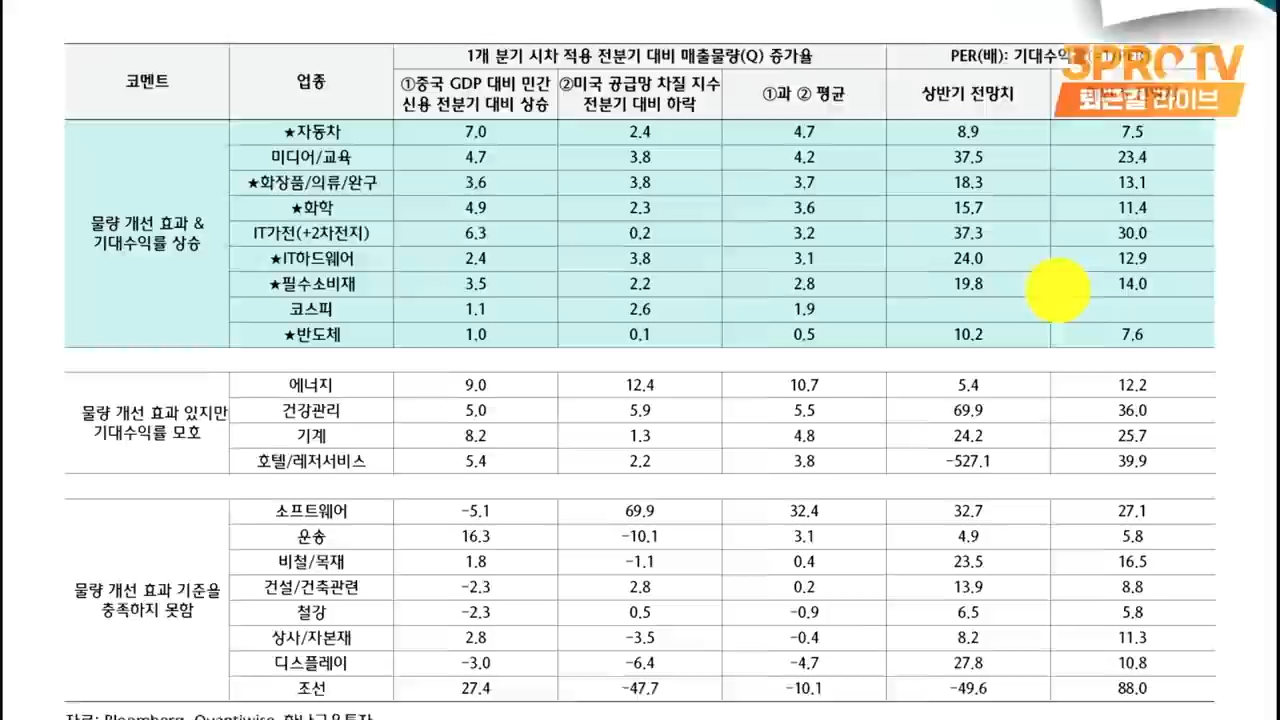 코멘트 업종 1개 분기 시차 적용 전분기 대비 매출물량(Q) 증가율 PER(배): 기대수익
①중국 GDP 대비 민간 신용 전분기 대비 상승 ②미국 공급망 차질 지수 전분기 대비 하락 ①과 ② 평균 상반기 전망치
3PRO TV
퇴근길 라이브
물량 개선 효과 &
기대수익률 상승
★자동차 7.0 2.4 4.7 8.9 7.5
미디어/교육 4.7 3.8 4.2 37.5 23.4
★화장품/의류/완구 3.6 3.8 3.7 18.3 13.1
★화학 4.9 2.3 3.6 15.7 11.4
IT가전(+2차전지) 6.3 0.2 3.2 37.3 30.0
★IT하드웨어 2.4 3.8 3.1 24.0 12.9
★필수소비재 3.5 2.2 2.8 19.8 14.0
코스피 1.1 2.6 1.9
★반도체 1.0 0.1 0.5 10.2 7.6
물량 개선 효과 있지만
기대수익률 모호
에너지 9.0 12.4 10.7 5.4 12.2
건강관리 5.0 5.9 5.5 69.9 36.0
기계 8.2 1.3 4.8 24.2 25.7
호텔/레저서비스 5.4 2.2 3.8 -527.1 39.9
물량 개선 효과 기준을
충족하지 못함
소프트웨어 -5.1 69.9 32.4 32.7 27.1
운송 16.3 -10.1 3.1 4.9 5.8
비철/목재 1.8 -1.1 0.4 23.5 16.5
건설/건축관련 -2.3 2.8 0.2 13.9 8.8
철강 -2.3 0.5 -0.9 6.5 5.8
상사/자본재 2.8 -3.5 -0.4 8.2 11.3
디스플레이 -3.0 -6.4 -4.7 27.8 10.8
조선 27.4 -47.7 -10.1 -49.6 88.0
자료: Bloomberg, Quantiwise, 하나금융투자